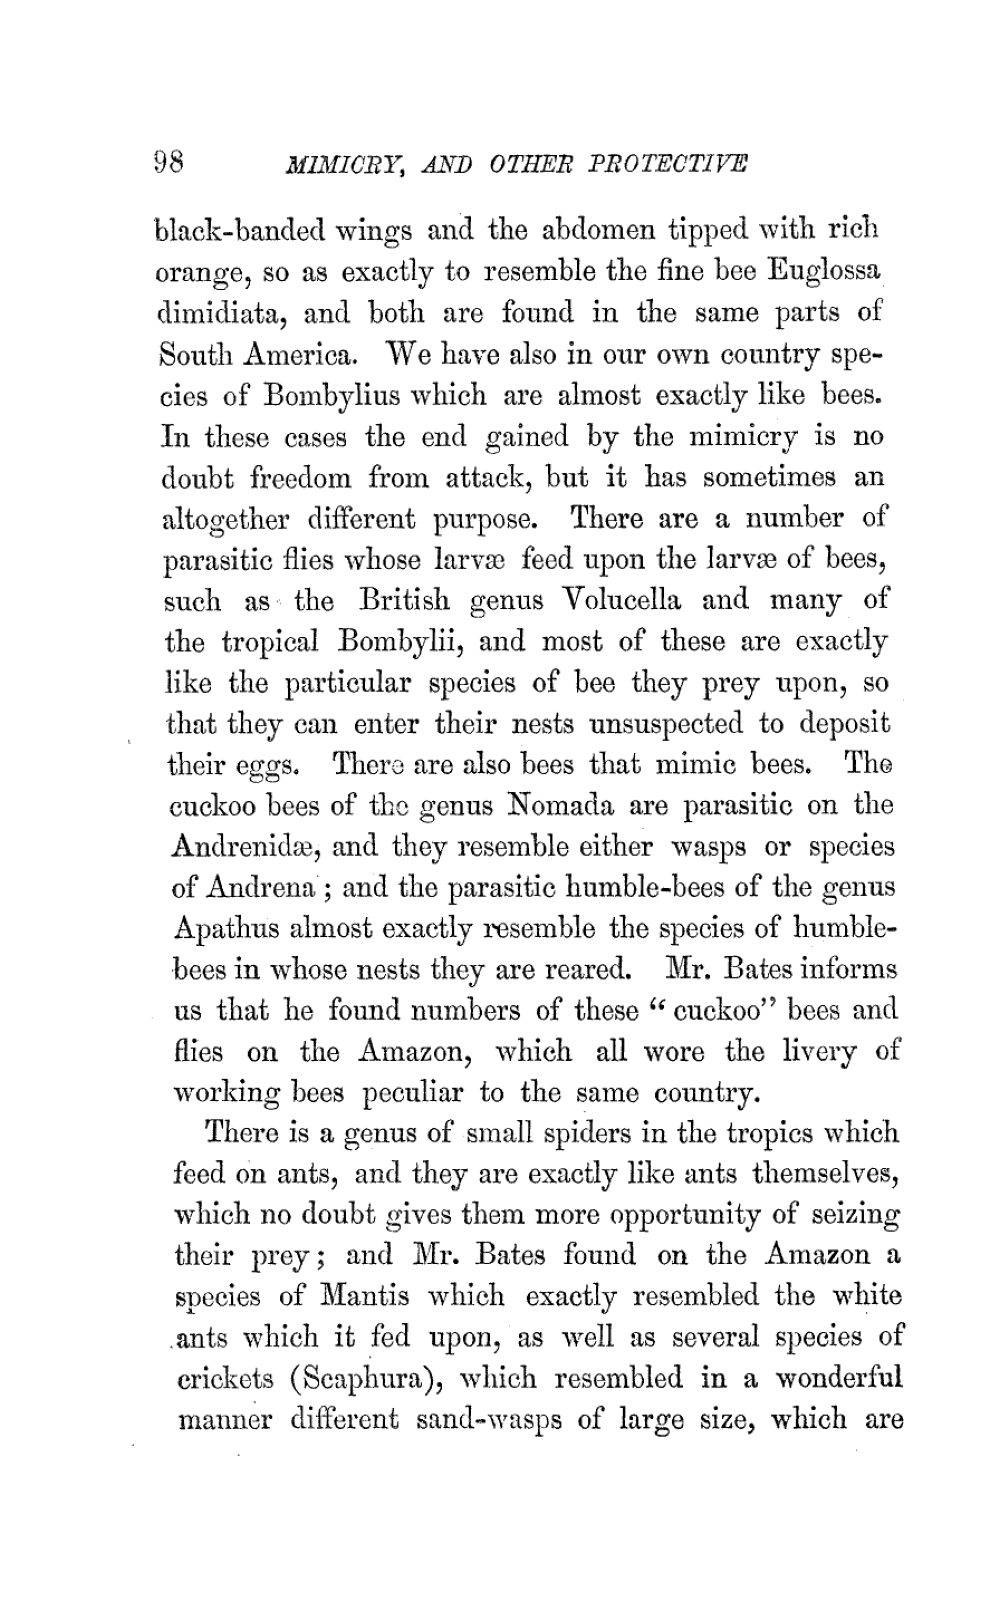 98 MIMICRY, AND OTHER PROTECTIVE
black-banded wings and the abdomen tipped with rich
orange, so as exactly to resemble the fine bee Euglossa
dimidiata, and both are found in the same parts of
South America. We have also in our own country spe-
cies of Bombylius which are almost exactly like bees.
In these cases the end gained by the mimicry is no
doubt freedom from attack, but it has sometimes an
altogether different purpose. There are a number of
parasitic flies whose larvæ feed upon the larvæ of bees,
such as the British genus Volucella and many of
the tropical Bombylii, and most of these are exactly
like the particular species of bee they prey upon, so
that they can enter their nests unsuspected to deposit
their eggs. There are also bees that mimic bees. The
cuckoo bees of the genus Nomada are parasitic on the
Andrenidæ, and they resemble either wasps or species
of Andrena ; and the parasitic humble-bees of the genus
Apathus almost exactly resemble the species of humble-
bees in whose nests they are reared. Mr. Bates informs
us that he found numbers of these “ cuckoo” bees and
flies on the Amazon, which all wore the livery of
working bees peculiar to the same country.
There is a genus of small spiders in the tropics which
feed on ants, and they are exactly like ants themselves,
which no doubt gives them more opportunity of seizing
their prey ; and Mr. Bates found on the Amazon a
species of Mantis which exactly resembled the white
ants which it fed upon, as well as several species of
crickets (Scaphura), which resembled in a wonderful
manner different sand-wasps of large size, which are